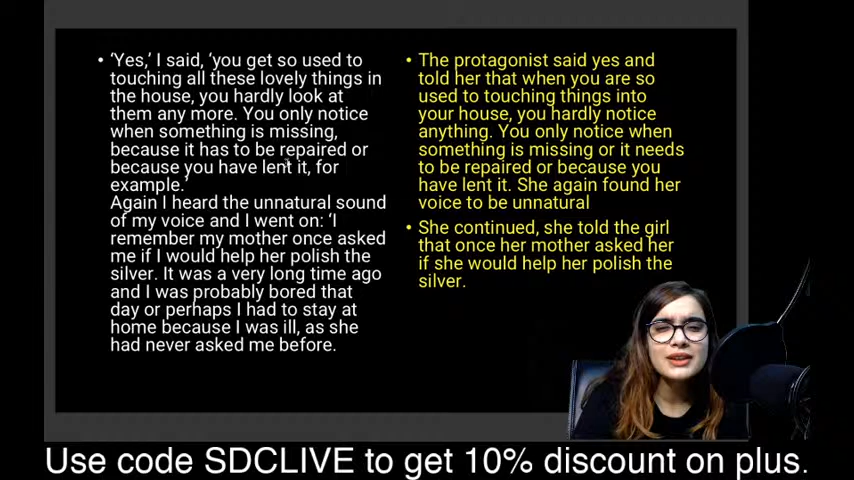 • 'Yes,' I said, 'you get so used to
touching all these lovely things in
the house, you hardly look at
them any more. You only notice
when something is missing,
because it has to be repaired or
because you have lent it, for
example.'
Again I heard the unnatural sound
of my voice and I went on: 'I
remember my mother once asked
me if I would help her polish the
silver. It was a very long time ago
and I was probably bored that
day or perhaps I had to stay at
home because I was ill, as she
had never asked me before.
• The protagonist said yes and
told her that when you are so
used to touching things into
your house, you hardly notice
anything. You only notice when
something is missing or it needs
to be repaired or because you
have lent it. She again found her
voice to be unnatural
• She continued, she told the girl
that once her mother asked her
if she would help her polish the
silver.
Use code SDCLIVE to get 10% discount on plus.